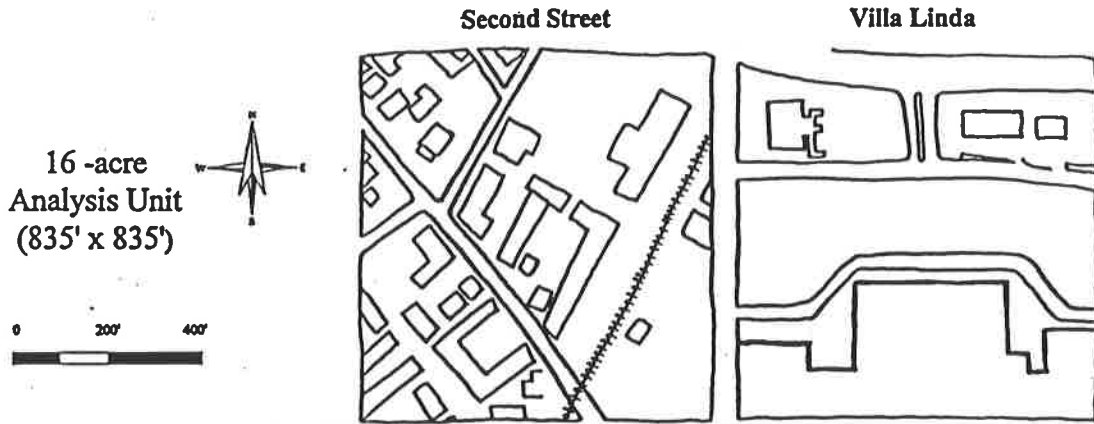 Second Street
Villa Linda
16 -acre
Analysis Unit
(835' x 835')
N
W
E
S
0 200' 400'